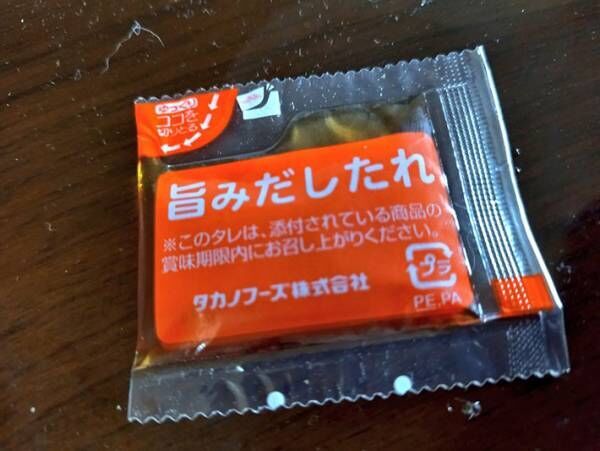 ゆっくり
ココを
切りとる
旨みだしたれ
※このタレは、添付されている商品の
賞味期限内にお召し上がりください。
タカノフーズ株式会社
プラ
PE,PA